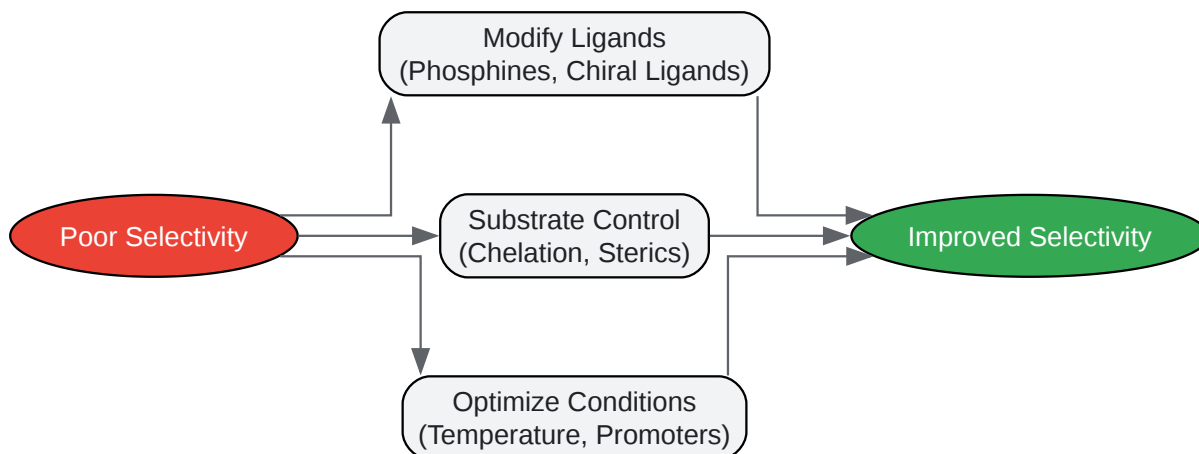 Modify Ligands
(Phosphines, Chiral Ligands)
Poor Selectivity
Substrate Control
(Chelation, Sterics)
Improved Selectivity
Optimize Conditions
(Temperature, Promoters)